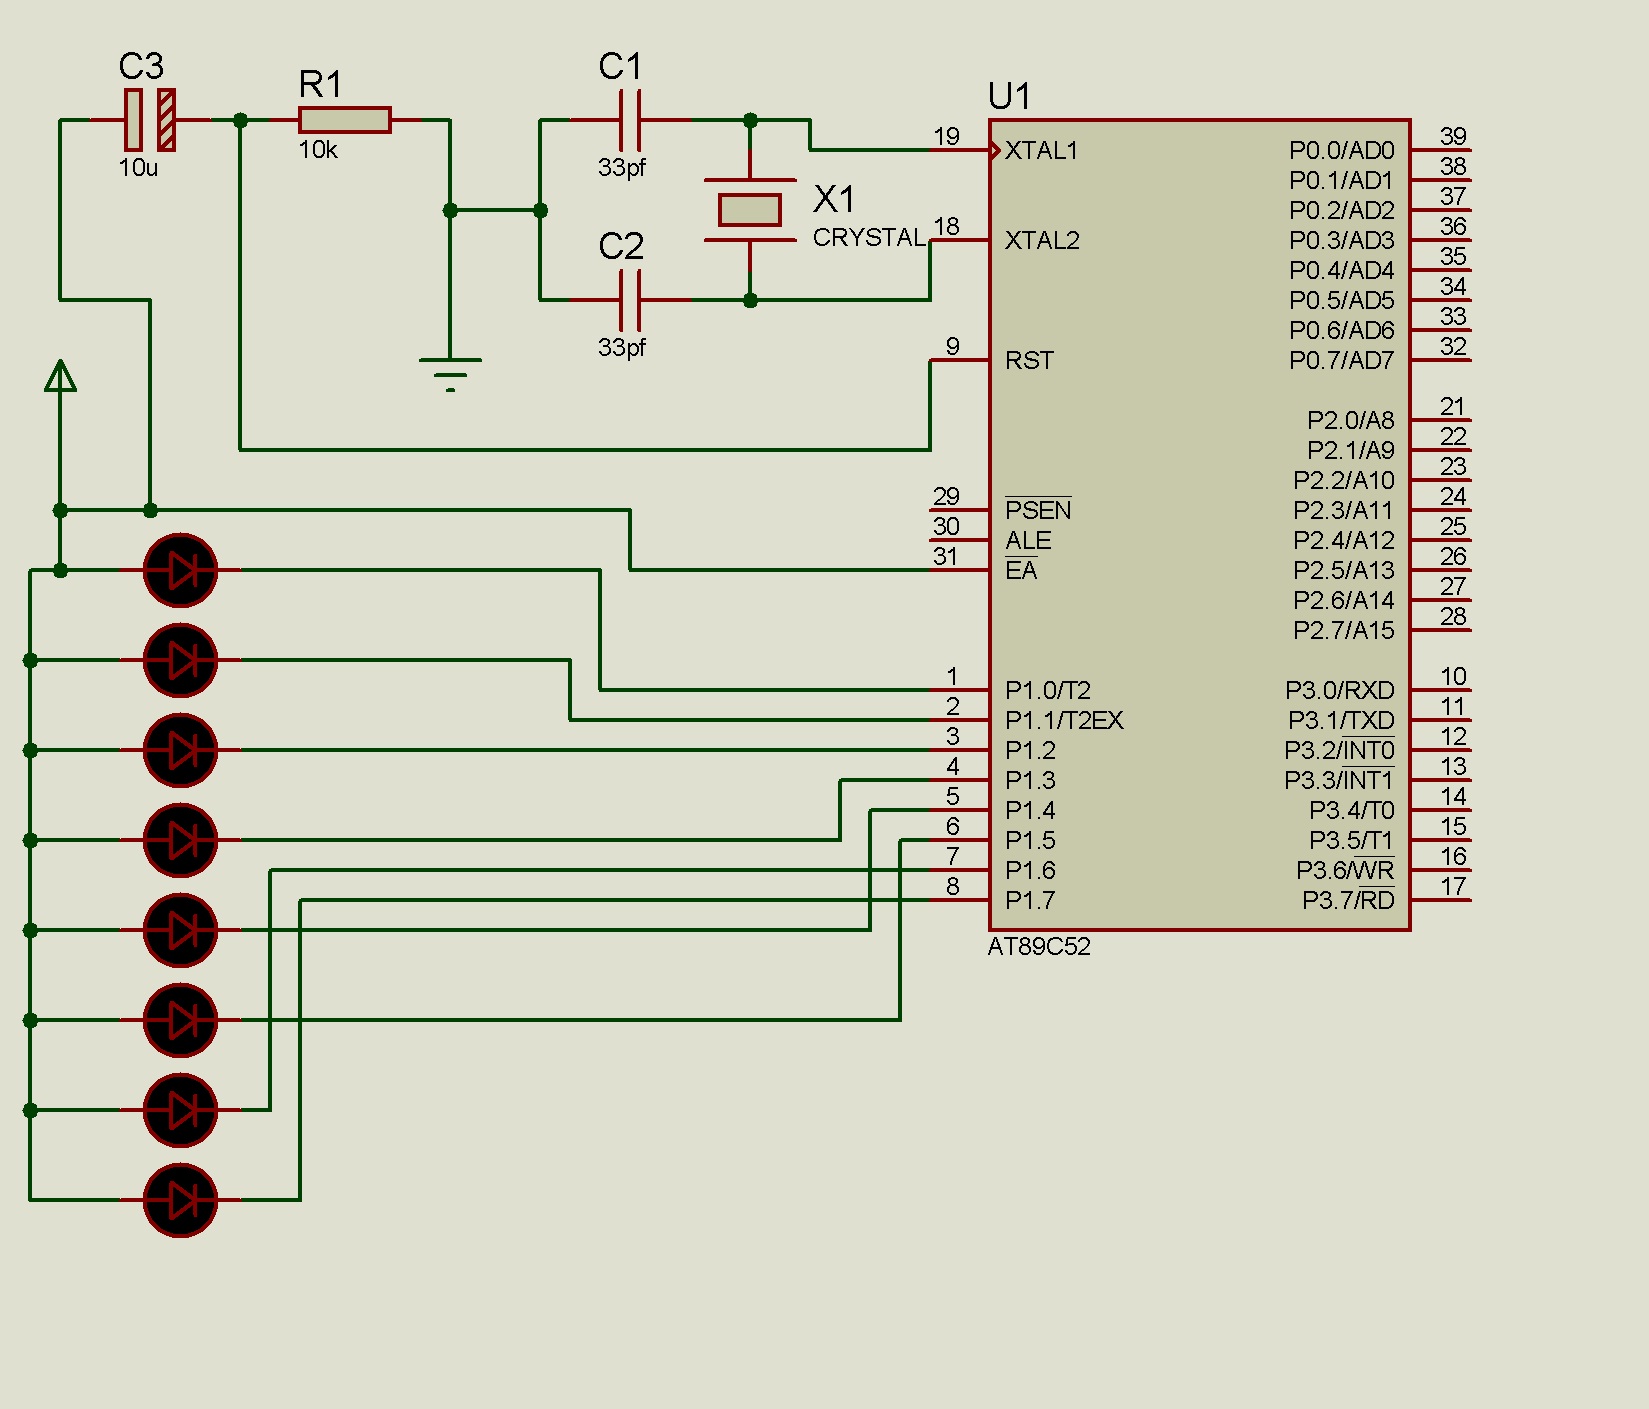 C3
10u
R1
10k
C1
33pf
C2
33pf
X1
CRYSTAL
U1
19 XTAL1
18 XTAL2
9 RST
29 PSEN
30 ALE
31 EA
1 P1.0/T2
2 P1.1/T2EX
3 P1.2
4 P1.3
5 P1.4
6 P1.5
7 P1.6
8 P1.7
P0.0/AD0 39
P0.1/AD1 38
P0.2/AD2 37
P0.3/AD3 36
P0.4/AD4 35
P0.5/AD5 34
P0.6/AD6 33
P0.7/AD7 32
P2.0/A8 21
P2.1/A9 22
P2.2/A10 23
P2.3/A11 24
P2.4/A12 25
P2.5/A13 26
P2.6/A14 27
P2.7/A15 28
P3.0/RXD 10
P3.1/TXD 11
P3.2/INT0 12
P3.3/INT1 13
P3.4/T0 14
P3.5/T1 15
P3.6/WR 16
P3.7/RD 17
AT89C52